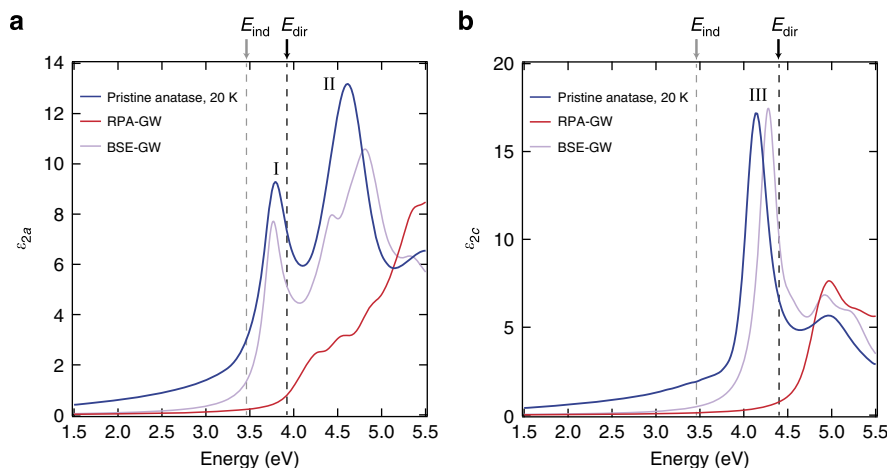 a
E_ind
E_dir
14
12
10
8
6
4
2
0
ε_2a
Pristine anatase, 20 K
RPA-GW
BSE-GW
I
II
1.5 2.0 2.5 3.0 3.5 4.0 4.5 5.0 5.5
Energy (eV)
b
E_ind
E_dir
20
15
10
5
0
ε_2c
Pristine anatase, 20 K
RPA-GW
BSE-GW
III
1.5 2.0 2.5 3.0 3.5 4.0 4.5 5.0 5.5
Energy (eV)